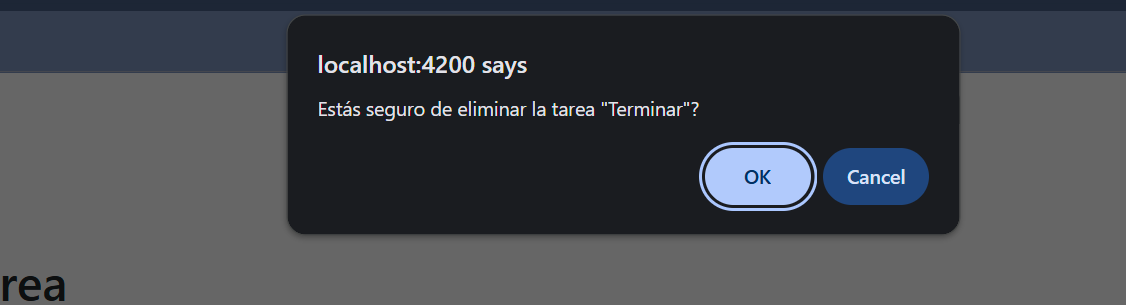 localhost:4200 says
Estás seguro de eliminar la tarea "Terminar"?
OK Cancel
rea